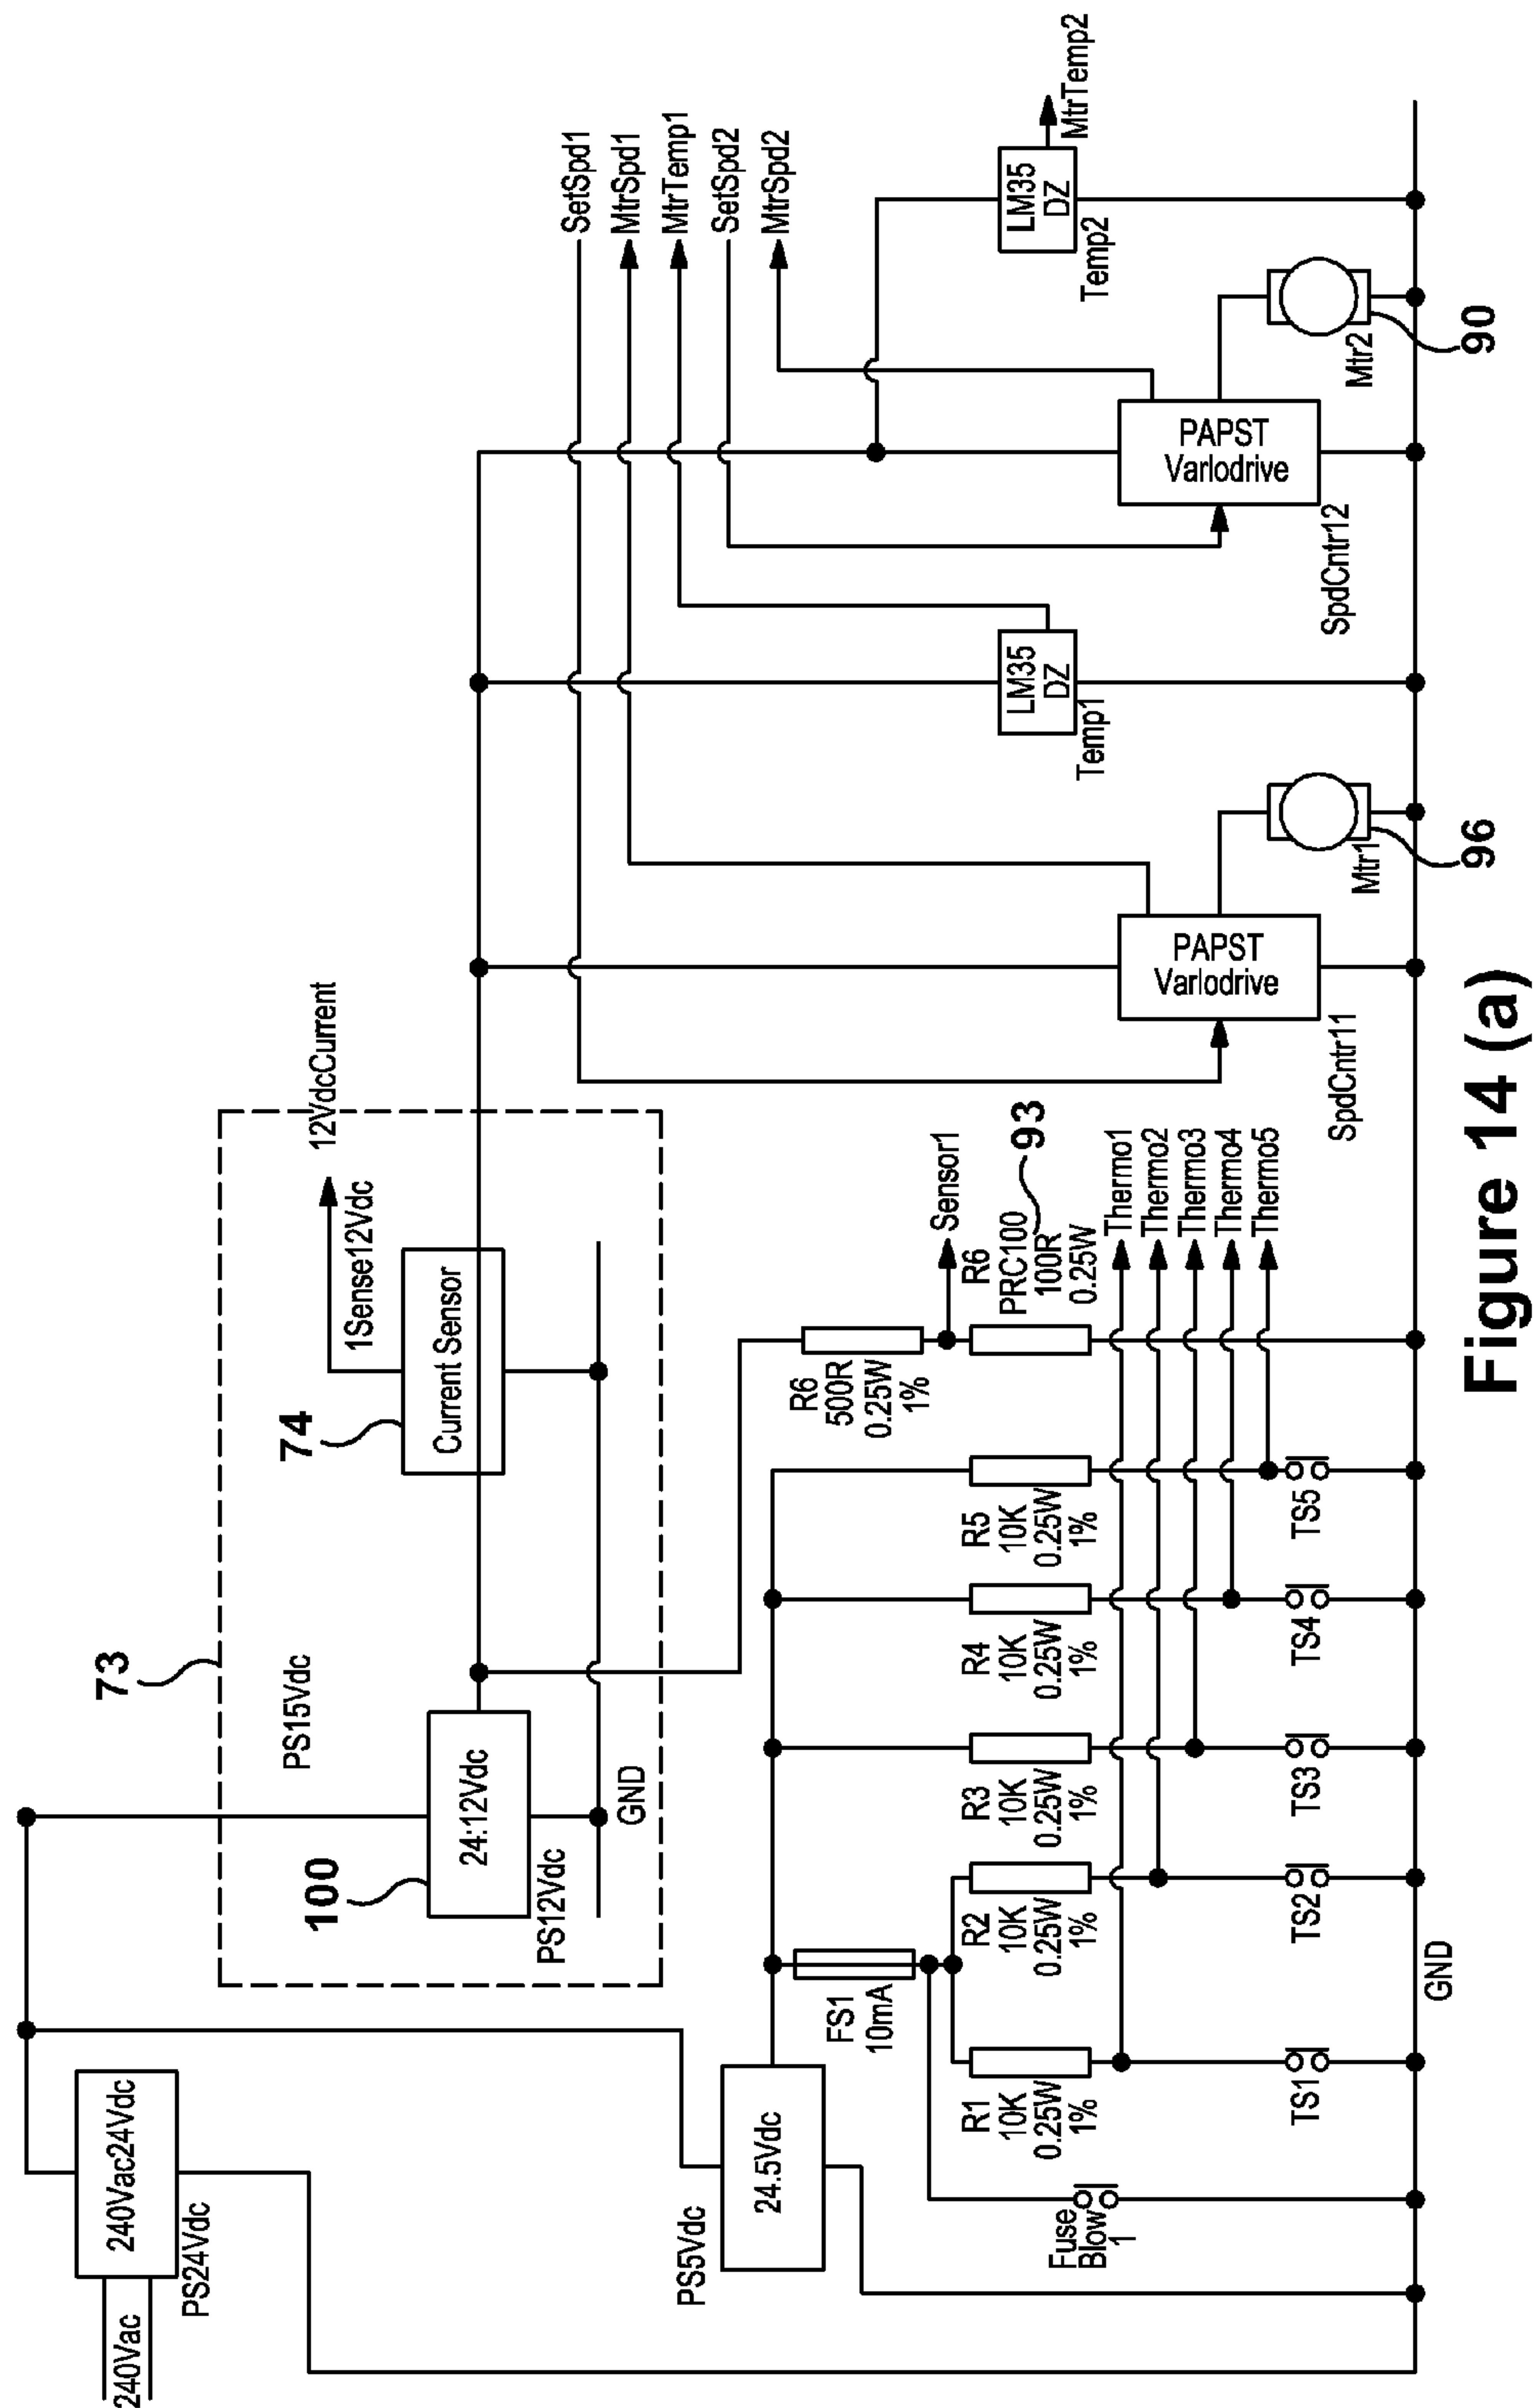 240Vac
240Vac24Vdc
PS24Vdc
73
PS15Vdc
100
24:12Vdc
PS12Vdc
GND
74
Current Sensor
1Sense12Vdc
12VdcCurrent
SetSpd1
MtrSpd1
MtrTemp1
SetSpd2
MtrSpd2
24.5Vdc
PS5Vdc
FS1
10mA
Fuse
Blow
1
R1
10K
0.25W
1%
R2
10K
0.25W
1%
R3
10K
0.25W
1%
R4
10K
0.25W
1%
R5
10K
0.25W
1%
R6
500R
0.25W
1%
Sensor1
R6
PRC100
100R
0.25W
93
Thermo1
Thermo2
Thermo3
Thermo4
Thermo5
TS1
TS2
TS3
TS4
TS5
GND
PAPST
Varlodrive
SpdCntr11
Mtr1
96
LM35
DZ
Temp1
PAPST
Varlodrive
SpdCntr12
Mtr2
90
LM35
DZ
Temp2
MtrTemp2
Figure 14 (a)